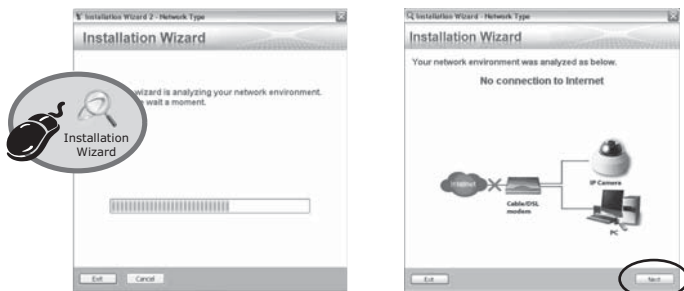 Installation Wizard 2 - Network Type
Installation Wizard
wizard is analyzing your network environment.
wait a moment.
Installation
Wizard
Exit
Cancel
Installation Wizard - Network Type
Installation Wizard
Your network environment was analyzed as below.
No connection to Internet
Internet
Cable/DSL
modem
IP Camera
PC
Exit
Next